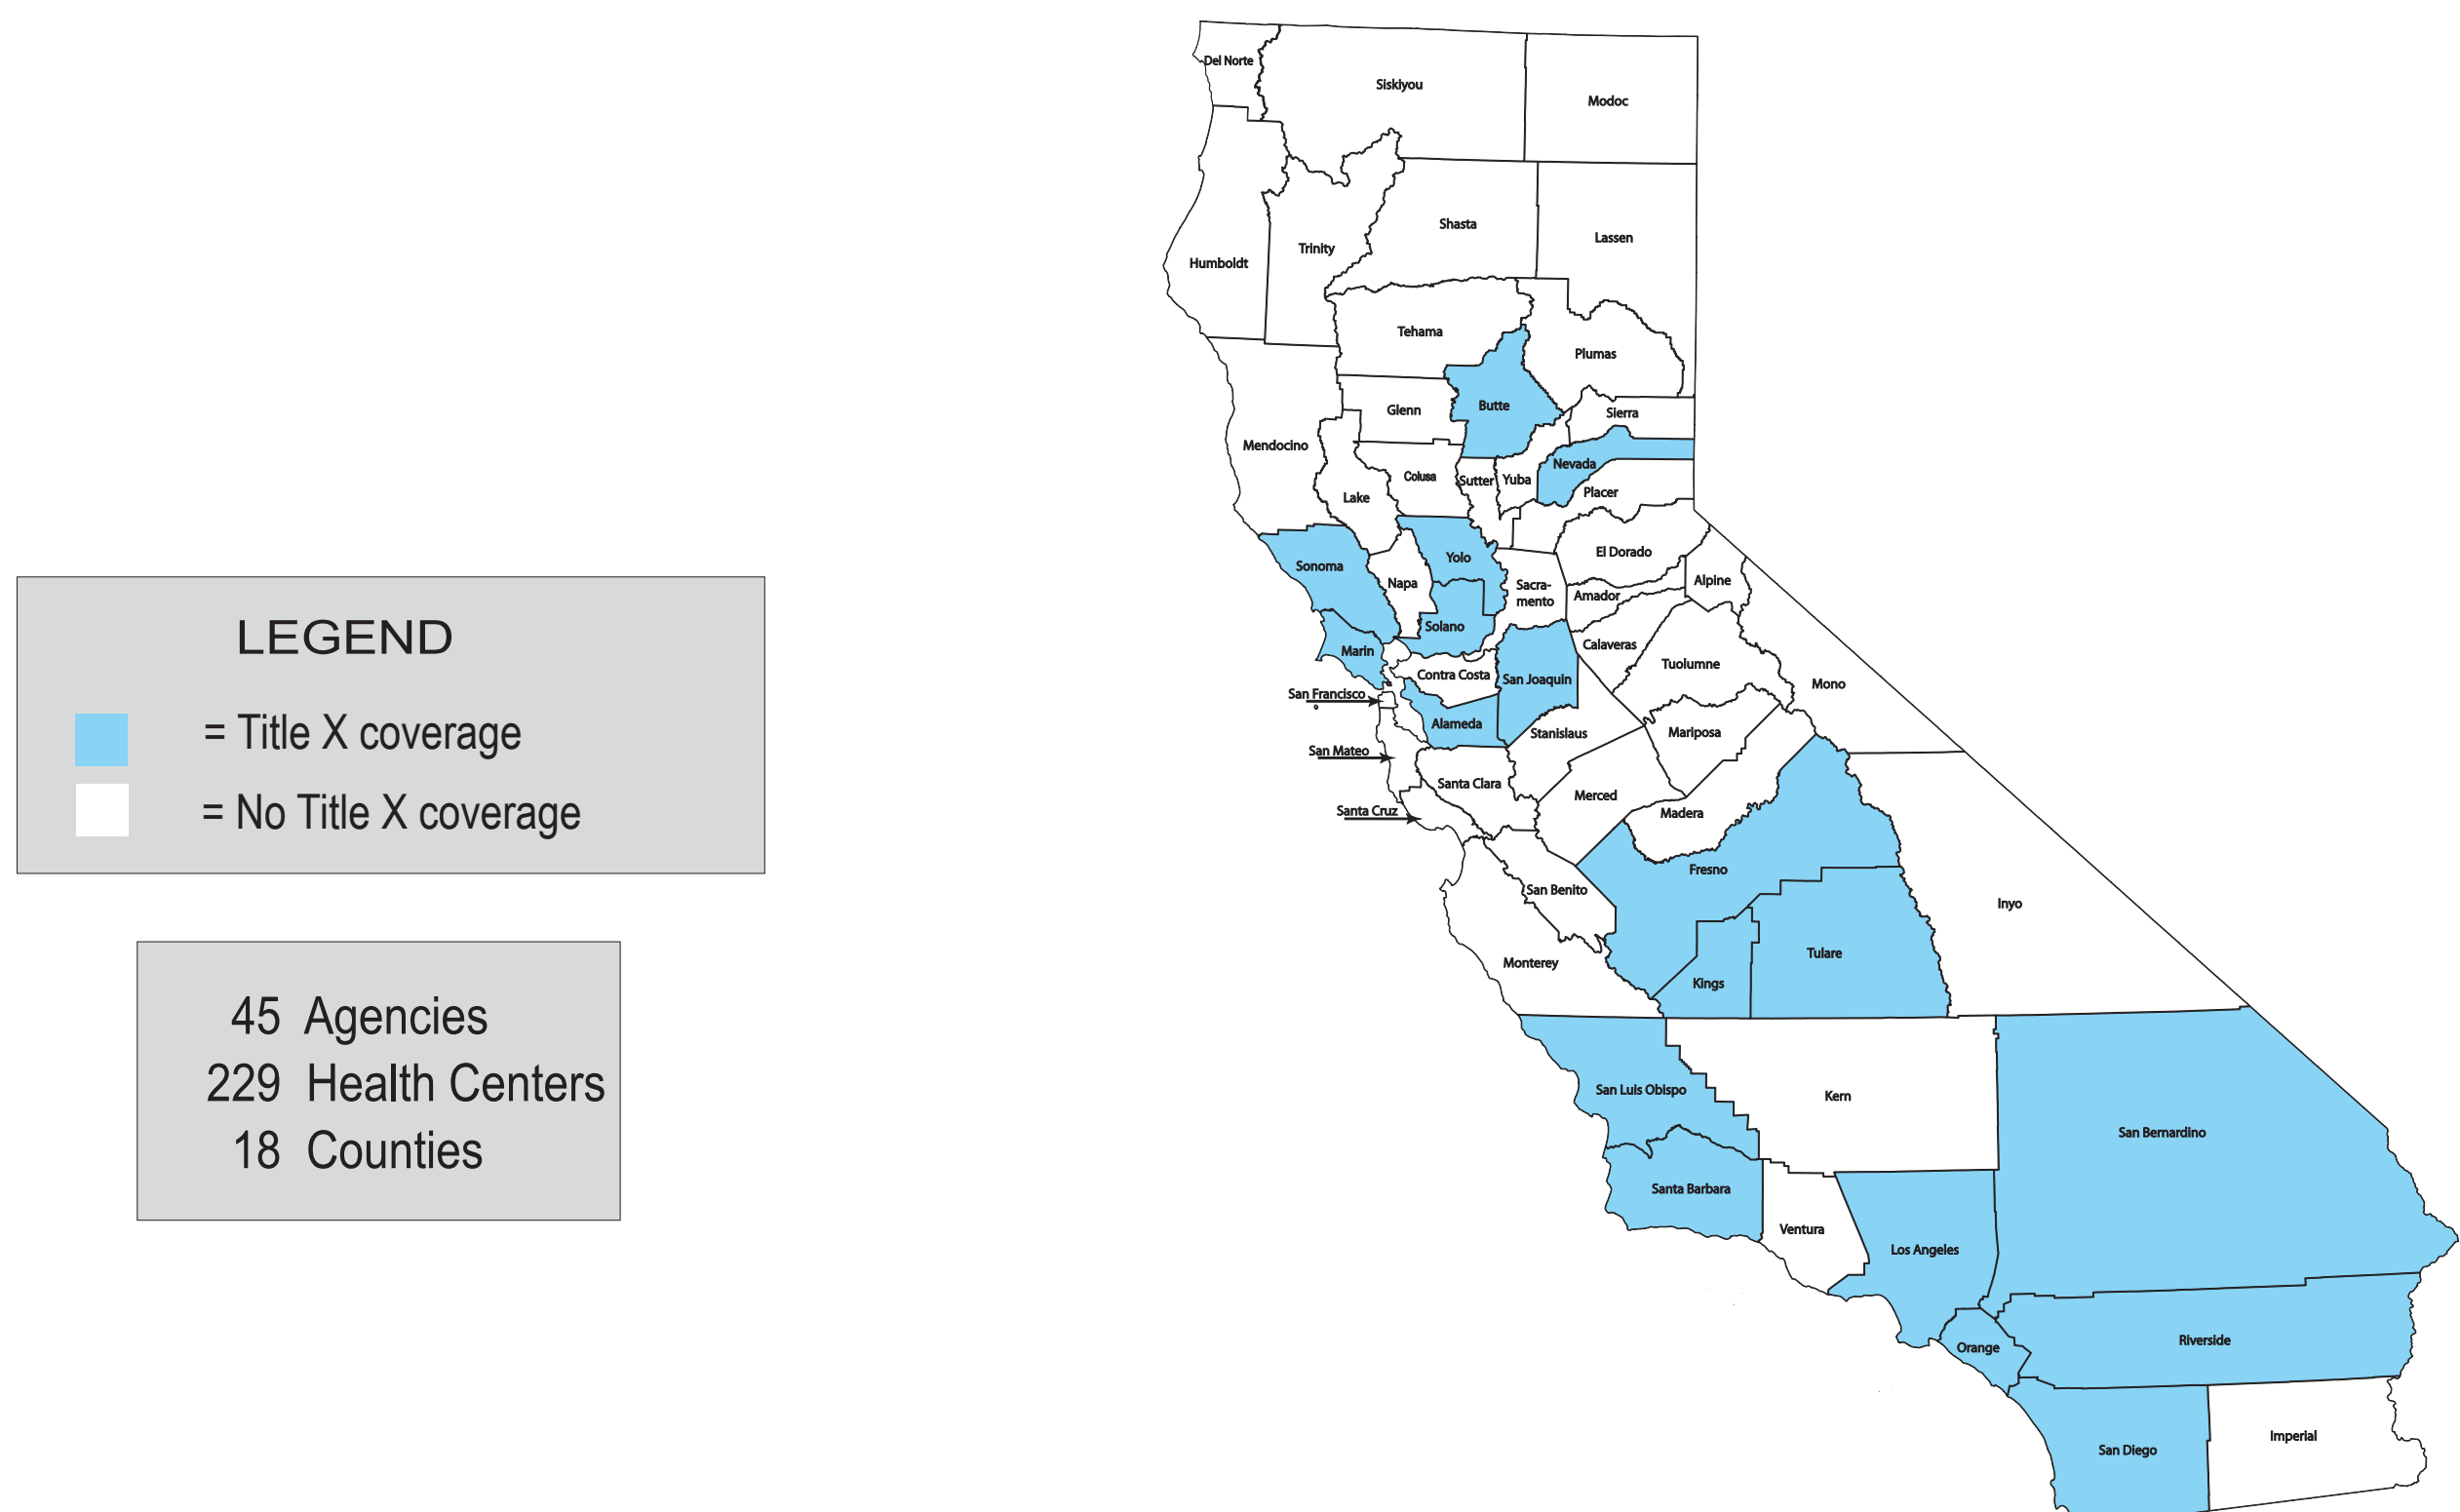 LEGEND
= Title X coverage
= No Title X coverage
45 Agencies
229 Health Centers
18 Counties
Del Norte
Siskiyou
Modoc
Shasta
Lassen
Trinity
Humboldt
Tehama
Plumas
Butte
Glenn
Sierra
Mendocino
Nevada
Colusa
Sutter
Yuba
Placer
Lake
El Dorado
Yolo
Sonoma
Napa
Alpine
Sacra-
mento
Amador
Solano
Calaveras
Marin
Tuolumne
Contra Costa
San Joaquin
Mono
San Francisco
Alameda
Stanislaus
Mariposa
San Mateo
Santa Clara
Merced
Santa Cruz
Madera
Fresno
San Benito
Inyo
Tulare
Monterey
Kings
San Luis Obispo
Kern
San Bernardino
Santa Barbara
Ventura
Los Angeles
Riverside
Orange
Imperial
San Diego